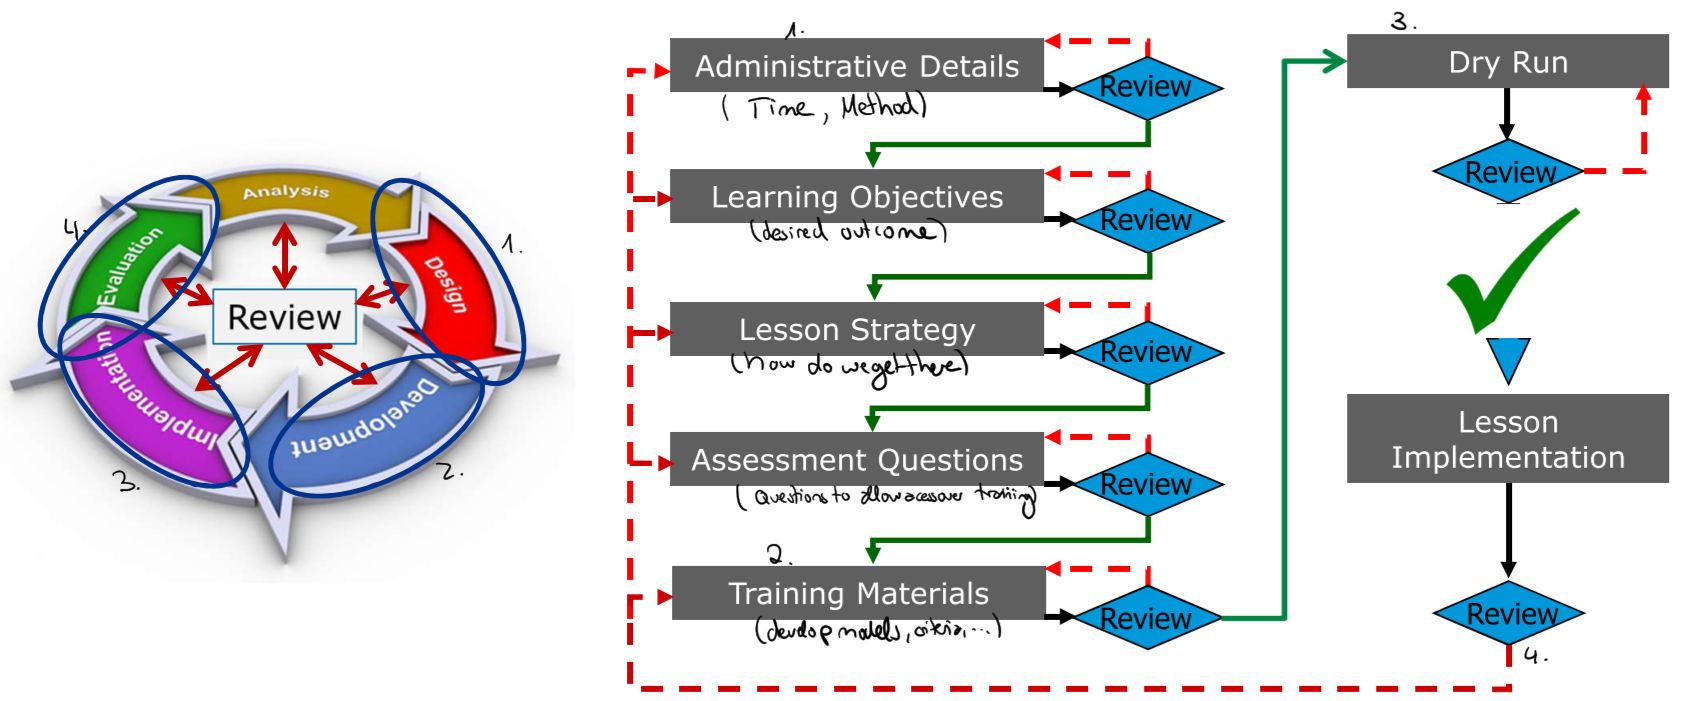 Analysis
Design
Development
Implementation
Evaluation
Review
1.
2.
3.
4.
1.
Administrative Details
(Time, Method)
Review
Learning Objectives
(desired outcome)
Review
Lesson Strategy
(how do we get there)
Review
Assessment Questions
(Questions to allow over training
Review
2.
Training Materials
(develop models, criteria,...)
Review
3.
Dry Run
Review
Lesson
Implementation
Review
4.